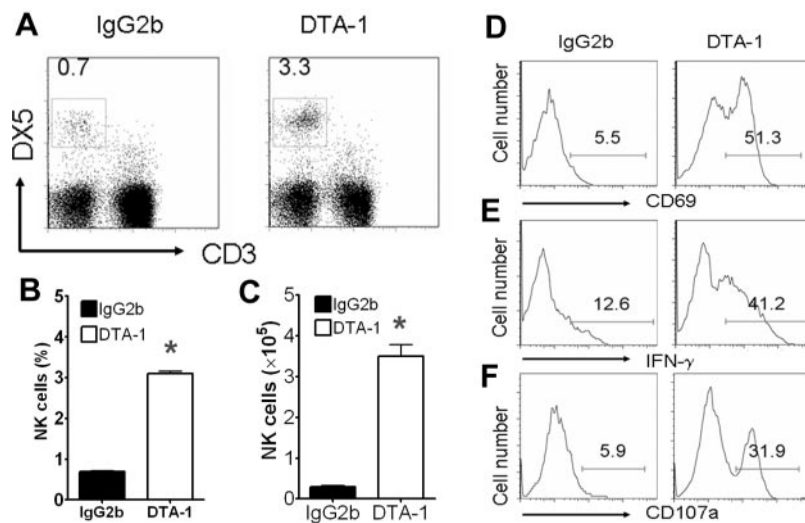 A
IgG2b
DTA-1
0.7
3.3
DX5
CD3
B
IgG2b
DTA-1
*
NK cells (%)
5
4
3
2
1
0
IgG2b
DTA-1
C
IgG2b
DTA-1
*
NK cells (×10⁵)
5
4
3
2
1
0
IgG2b
DTA-1
D
IgG2b
DTA-1
Cell number
5.5
51.3
CD69
E
Cell number
12.6
41.2
IFN-γ
F
Cell number
5.9
31.9
CD107a